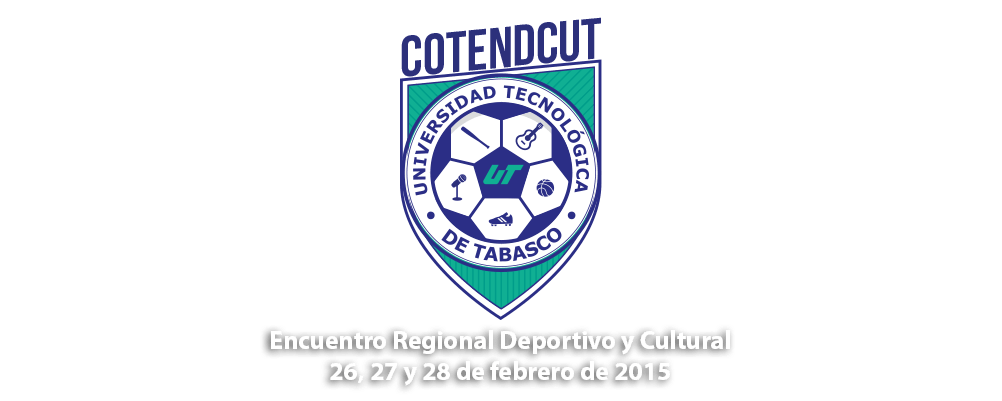 COTENDCUT
UNIVERSIDAD TECNOLÓGICA
DE TABASCO
UT
Encuentro Regional Deportivo y Cultural
26, 27 y 28 de febrero de 2015